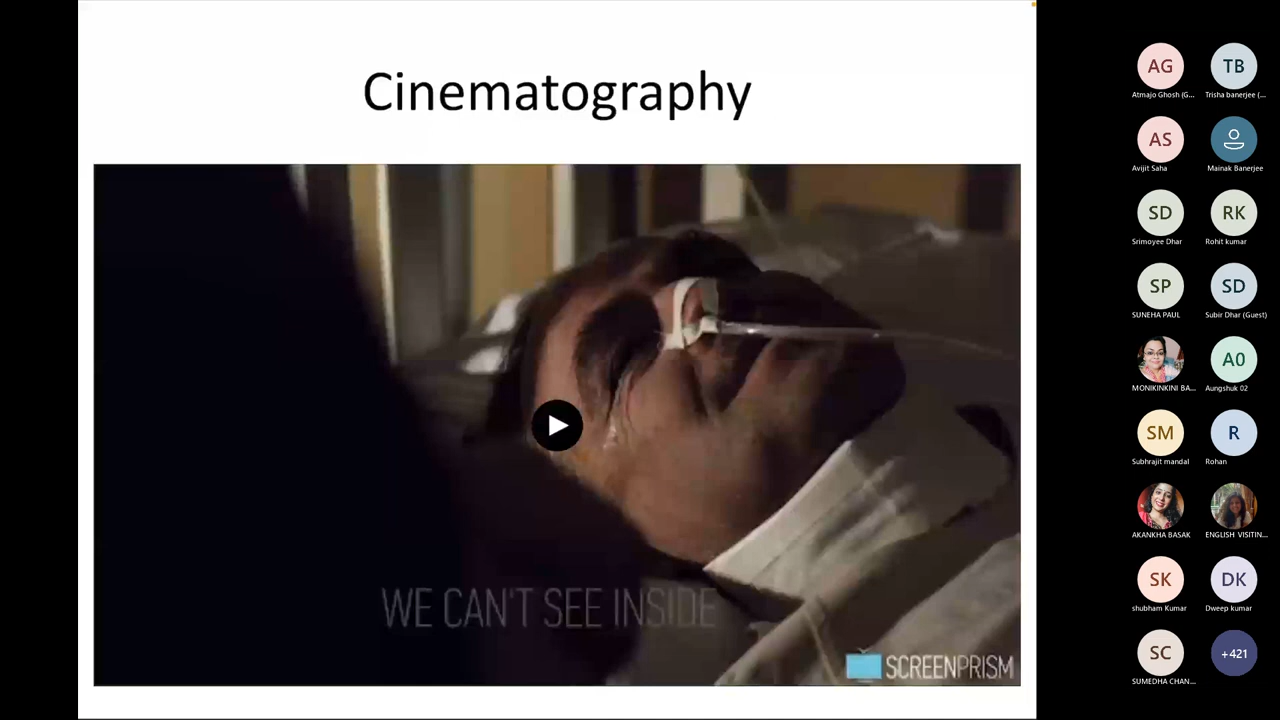 Cinematography
WE CAN'T SEE INSIDE
SCREENPRISM
AG
Atmajo Ghosh (G...
TB
Trisha banerjee (...
AS
Avijit Saha
Mainak Banerjee
SD
Srimoyee Dhar
RK
Rohit kumar
SP
SUNEHA PAUL
SD
Subir Dhar (Guest)
MONIKINKINI BA...
A0
Aungshuk 02
SM
Subhrajit mandal
R
Rohan
AKANKHA BASAK
ENGLISH VISITIN...
SK
shubham Kumar
DK
Dweep kumar
SC
SUMEDHA CHAN...
+421